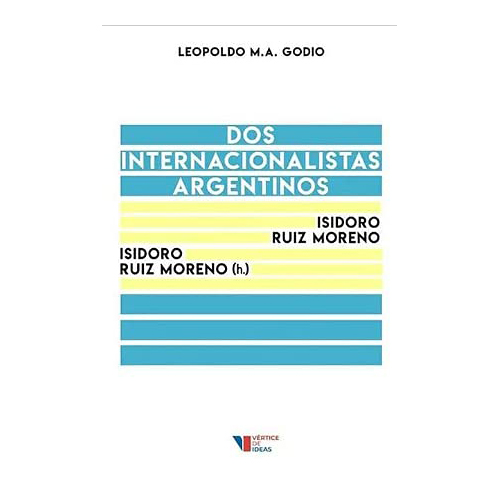 LEOPOLDO M.A. GODIO
DOS
INTERNACIONALISTAS
ARGENTINOS
ISIDORO
RUIZ MORENO
ISIDORO
RUIZ MORENO (h.)
VÉRTICE
DE
IDEAS